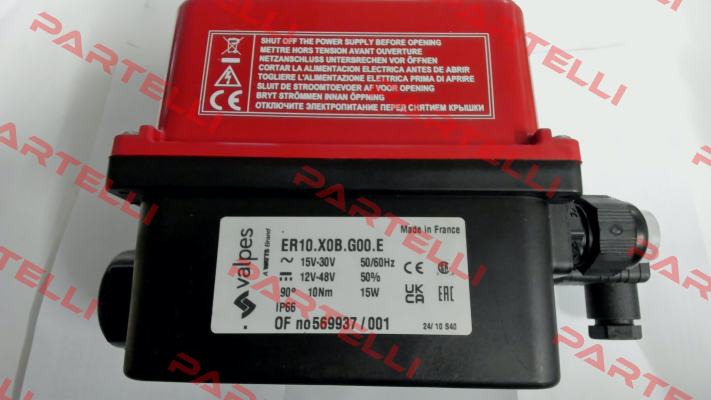 SHUT OFF THE POWER SUPPLY BEFORE OPENING
METTRE HORS TENSION AVANT OUVERTURE
NETZANSCHLUSS UNTERBRECHEN VOR ÖFFNEN
CORTAR LA ALIMENTACION ELECTRICA ANTES DE ABRIR
TOGLIERE L'ALIMENTAZIONE ELETTRICA PRIMA DI APRIRE
SLUIT DE STROOMTOEVOER AF VOOR OPENING
BRYT STRÖMMEN INNAN ÖPPNING
ОТКЛЮЧИТЕ ЭЛЕКТРОПИТАНИЕ ПЕРЕД СНЯТИЕМ КРЫШКИ
CE
valpes
A WATTS Brand
ER10.X0B.G00.E
Made in France
15V-30V 50/60Hz
12V-48V 50%
90° 10Nm 15W
IP66
OF no569937/001
CE
UK
CA
EAC
24/ 10 S40
PARTELLI
PARTELLI
PARTELLI
PARTELLI
PARTELLI
PARTELLI
PARTELLI
PARTELLI